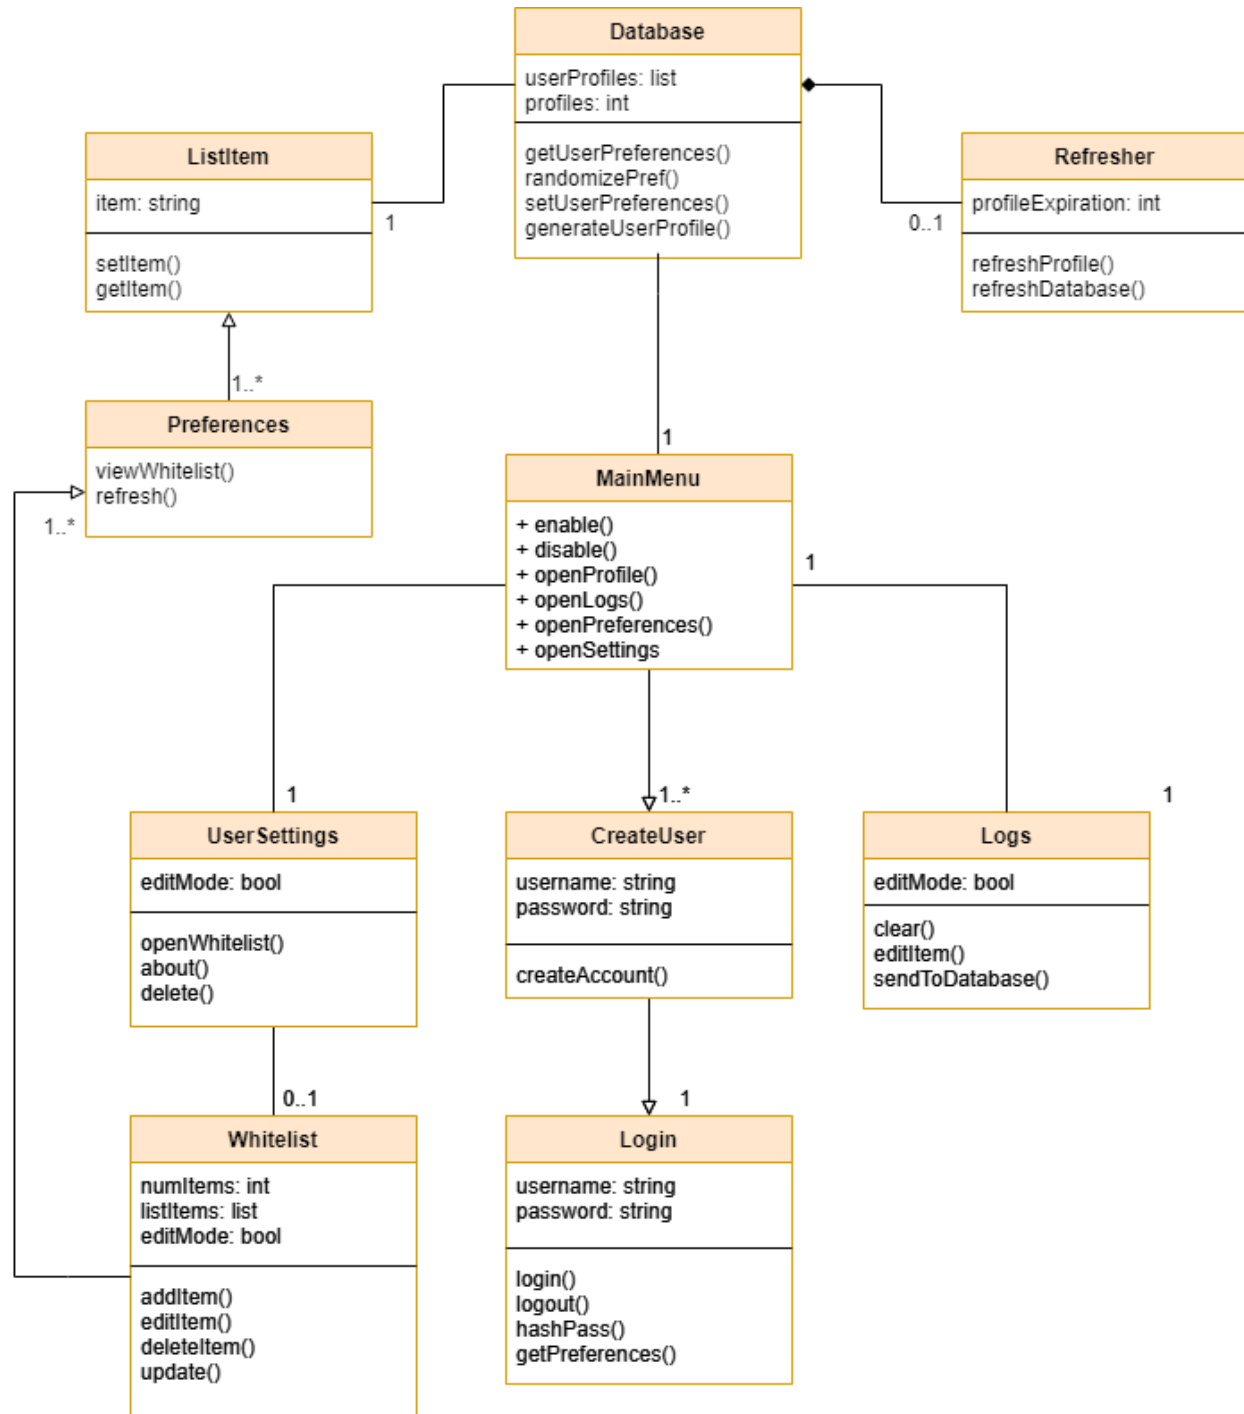 Database
userProfiles: list
profiles: int
getUserPreferences()
randomizePref()
setUserPreferences()
generateUserProfile()
ListItem
item: string
setItem()
getItem()
1
Refresher
profileExpiration: int
refreshProfile()
refreshDatabase()
0..1
1..*
Preferences
viewWhitelist()
refresh()
1..*
1
MainMenu
+ enable()
+ disable()
+ openProfile()
+ openLogs()
+ openPreferences()
+ openSettings
1
1
UserSettings
editMode: bool
openWhitelist()
about()
delete()
1..*
CreateUser
username: string
password: string
createAccount()
1
Logs
editMode: bool
clear()
editItem()
sendToDatabase()
0..1
Whitelist
numItems: int
listItems: list
editMode: bool
addItem()
editItem()
deleteItem()
update()
1
Login
username: string
password: string
login()
logout()
hashPass()
getPreferences()